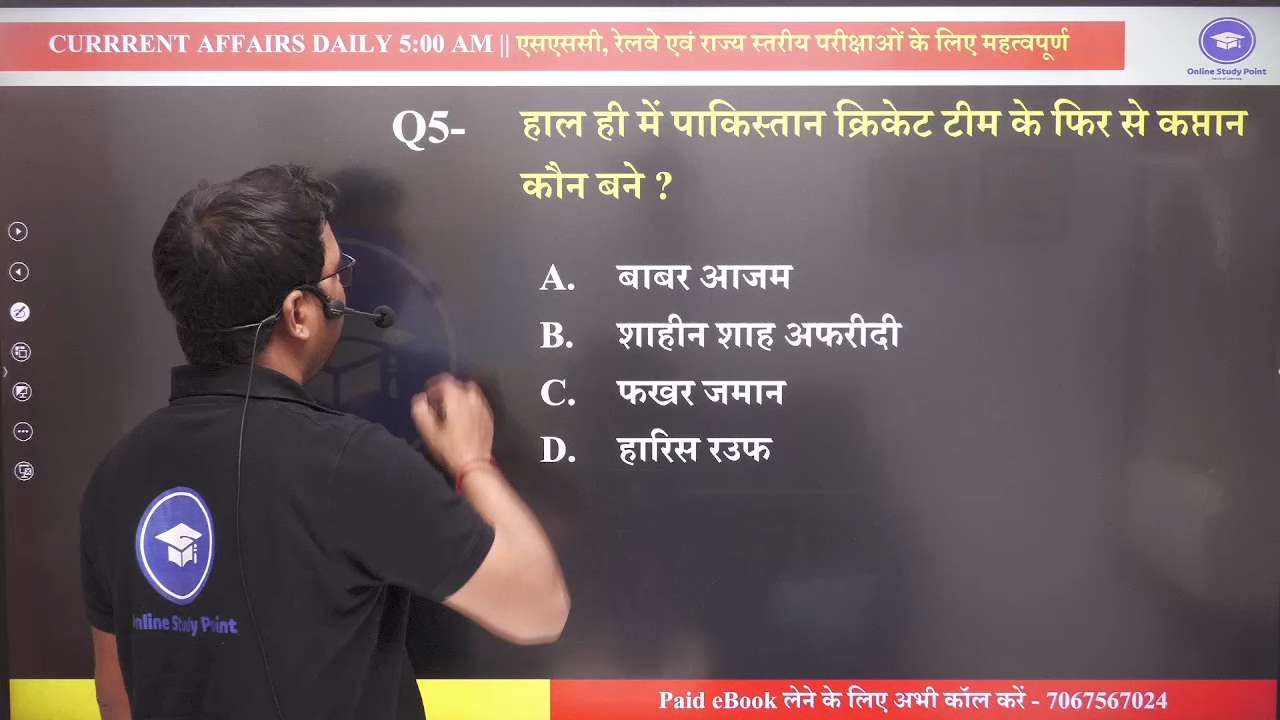 CURRRENT AFFAIRS DAILY 5:00 AM || एसएससी, रेलवे एवं राज्य स्तरीय परीक्षाओं के लिए महत्वपूर्ण
Online Study Point
Q5- हाल ही में पाकिस्तान क्रिकेट टीम के फिर से कप्तान
कौन बने ?
A. बाबर आजम
B. शाहीन शाह अफरीदी
C. फखर जमान
D. हारिस रउफ
Online Study Point
Paid eBook लेने के लिए अभी कॉल करें - 7067567024